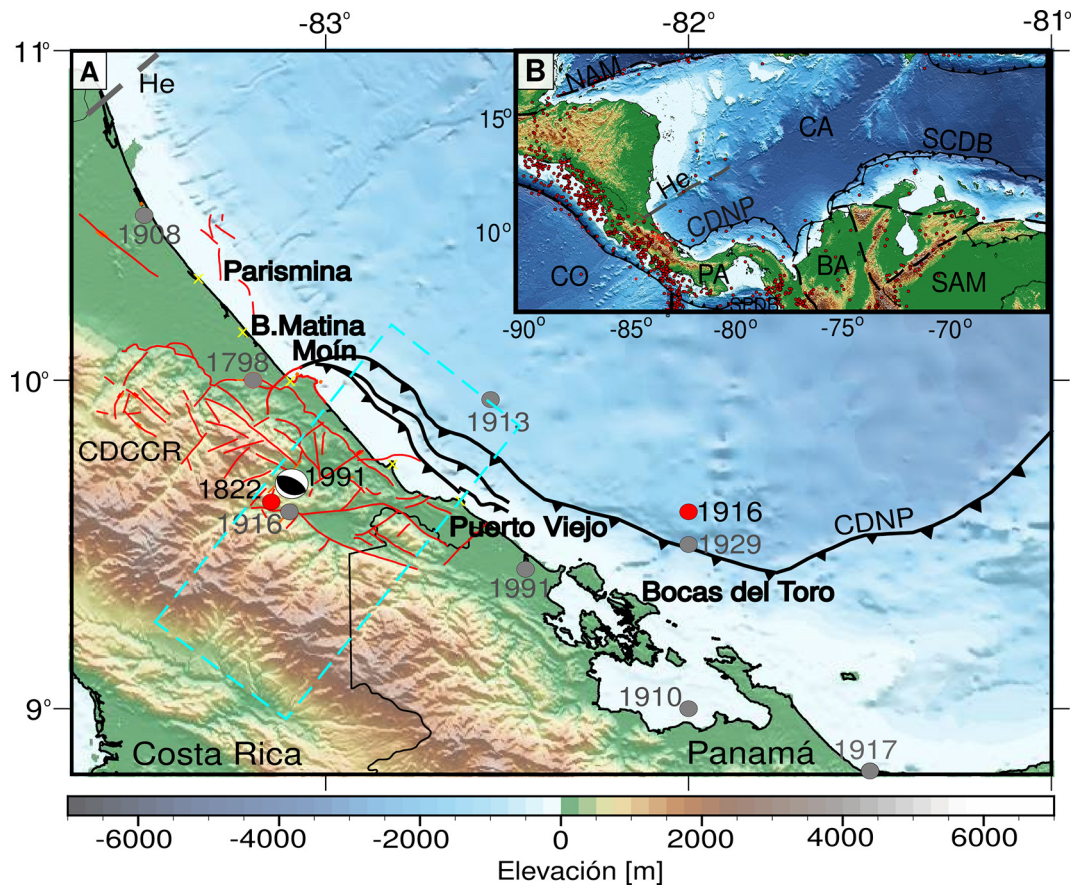 -83°
-82°
-81°
11°
10°
9°
A
He
1908
Parismina
B.Matina
Moín
1798
1913
CDCCR
1822
1991
1916
Puerto Viejo
1916
1929
CDNP
1991
Bocas del Toro
1910
1917
Costa Rica
Panamá
B
NAM
15°
CA
SCDB
He
CDNP
10°
CO
PA
BA
SAM
SPDB
-90°
-85°
-80°
-75°
-70°
-6000
-4000
-2000
0
2000
4000
6000
Elevación [m]